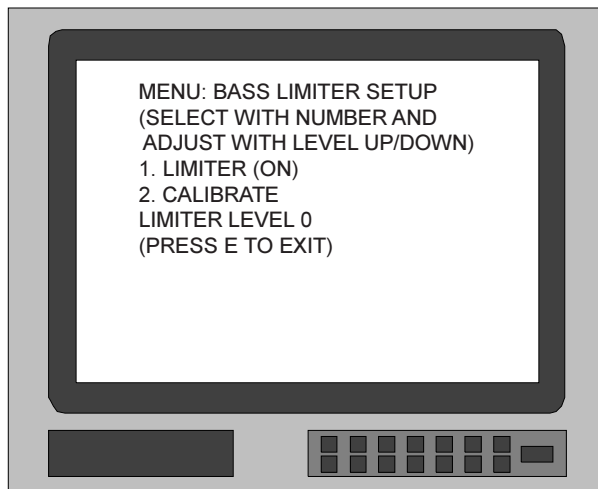 MENU: BASS LIMITER SETUP
(SELECT WITH NUMBER AND
ADJUST WITH LEVEL UP/DOWN)
1. LIMITER (ON)
2. CALIBRATE
LIMITER LEVEL 0
(PRESS E TO EXIT)